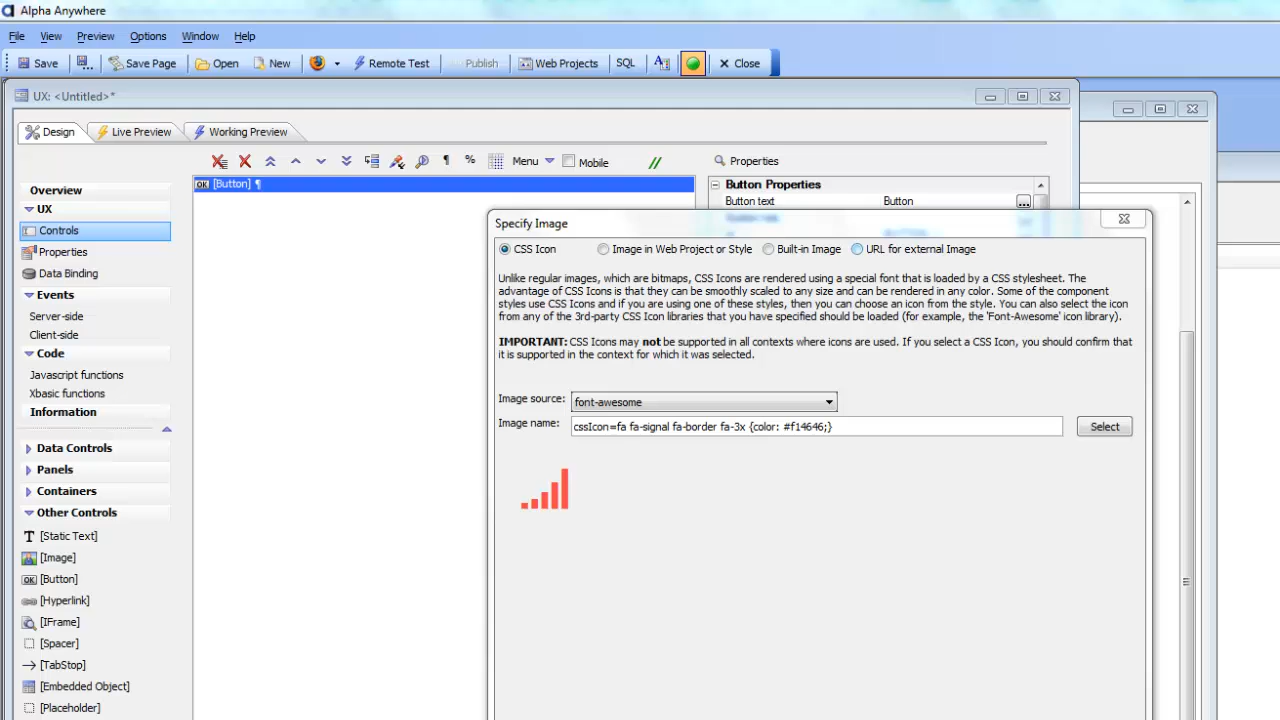 Alpha Anywhere
File View Preview Options Window Help
Save Save Page Open New Remote Test Publish Web Projects SQL Close
UX: <Untitled>*
Design Live Preview Working Preview
¶ % Menu Mobile // Properties
Overview
UX
Controls
Properties
Data Binding
Events
Server-side
Client-side
Code
Javascript functions
Xbasic functions
Information
Data Controls
Panels
Containers
Other Controls
T [Static Text]
[Image]
OK [Button]
[Hyperlink]
[IFrame]
[Spacer]
[TabStop]
[Embedded Object]
[Placeholder]
OK [Button] ¶
Button Properties
Button text Button ...
Specify Image
CSS Icon Image in Web Project or Style Built-in Image URL for external Image
Unlike regular images, which are bitmaps, CSS Icons are rendered using a special font that is loaded by a CSS stylesheet. The
advantage of CSS Icons is that they can be smoothly scaled to any size and can be rendered in any color. Some of the component
styles use CSS Icons and if you are using one of these styles, then you can choose an icon from the style. You can also select the icon
from any of the 3rd-party CSS Icon libraries that you have specified should be loaded (for example, the 'Font-Awesome' icon library).
IMPORTANT: CSS Icons may not be supported in all contexts where icons are used. If you select a CSS Icon, you should confirm that
it is supported in the context for which it was selected.
Image source: font-awesome
Image name: cssIcon=fa fa-signal fa-border fa-3x {color: #f14646;} Select